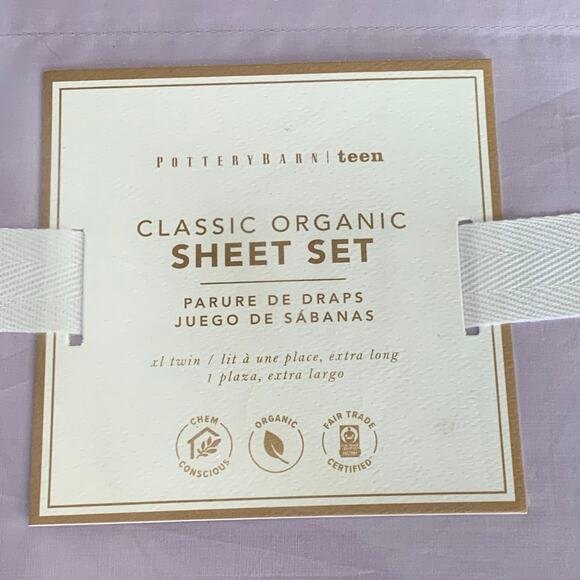 POTTERYBARN | teen
CLASSIC ORGANIC
SHEET SET
PARURE DE DRAPS
JUEGO DE SÁBANAS
xl twin / lit à une place, extra long
1 plaza, extra largo
CHEM CONSCIOUS
ORGANIC
FAIR TRADE CERTIFIED